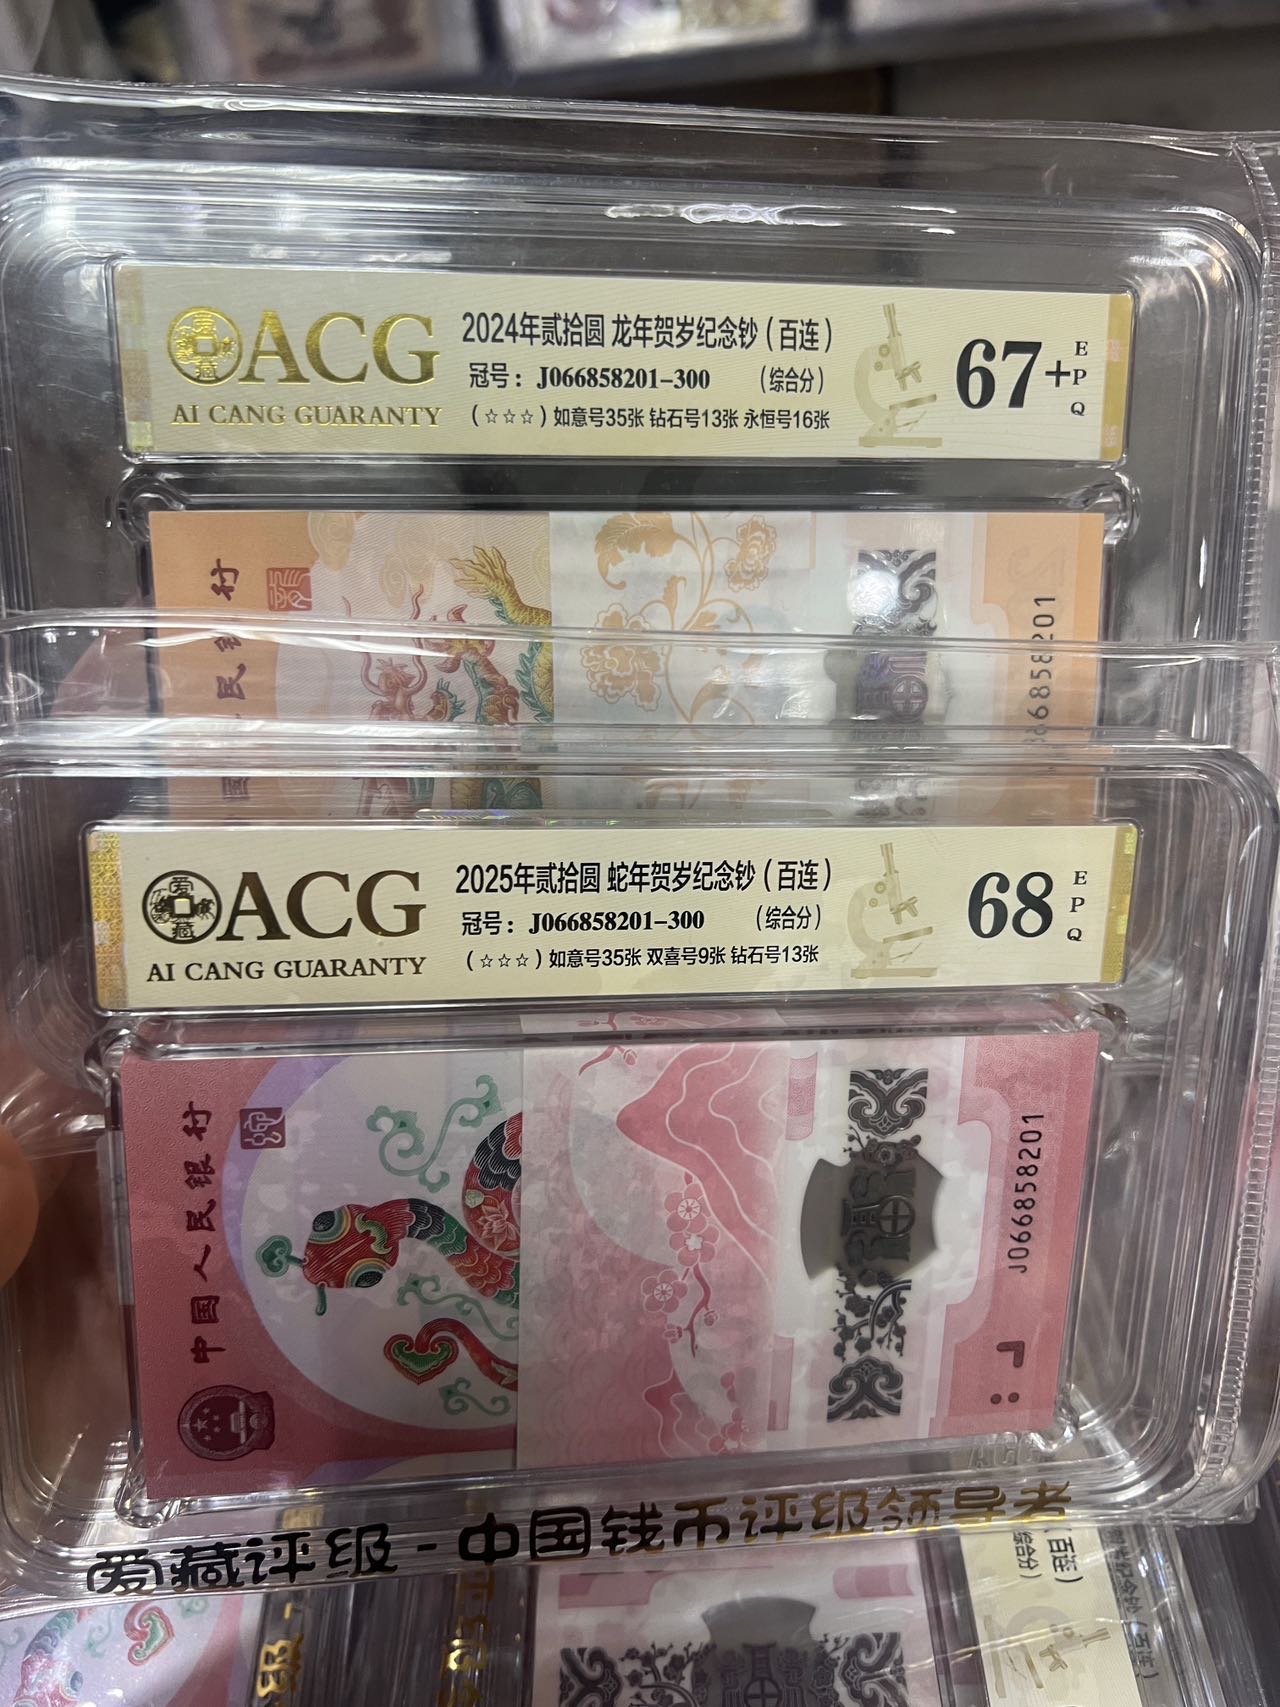 ACG
AI CANG GUARANTY
2024年贰拾圆 龙年贺岁纪念钞(百连)
冠号: J066858201-300 (综合分)
(☆☆☆)如意号35张 钻石号13张 永恒号16张
67+
EPQ
ACG
AI CANG GUARANTY
2025年贰拾圆 蛇年贺岁纪念钞(百连)
冠号: J066858201-300 (综合分)
(☆☆☆)如意号35张 双喜号9张 钻石号13张
68
EPQ
中国人民银行
J066858201
爱藏评级-中国钱币评级领导者
(百连)
(综合分)